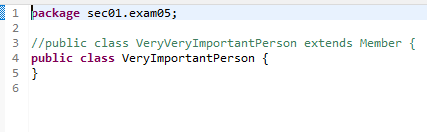 1 package sec01.exam05;
2
3 //public class VeryVeryImportantPerson extends Member {
4 public class VeryImportantPerson {
5 }
6